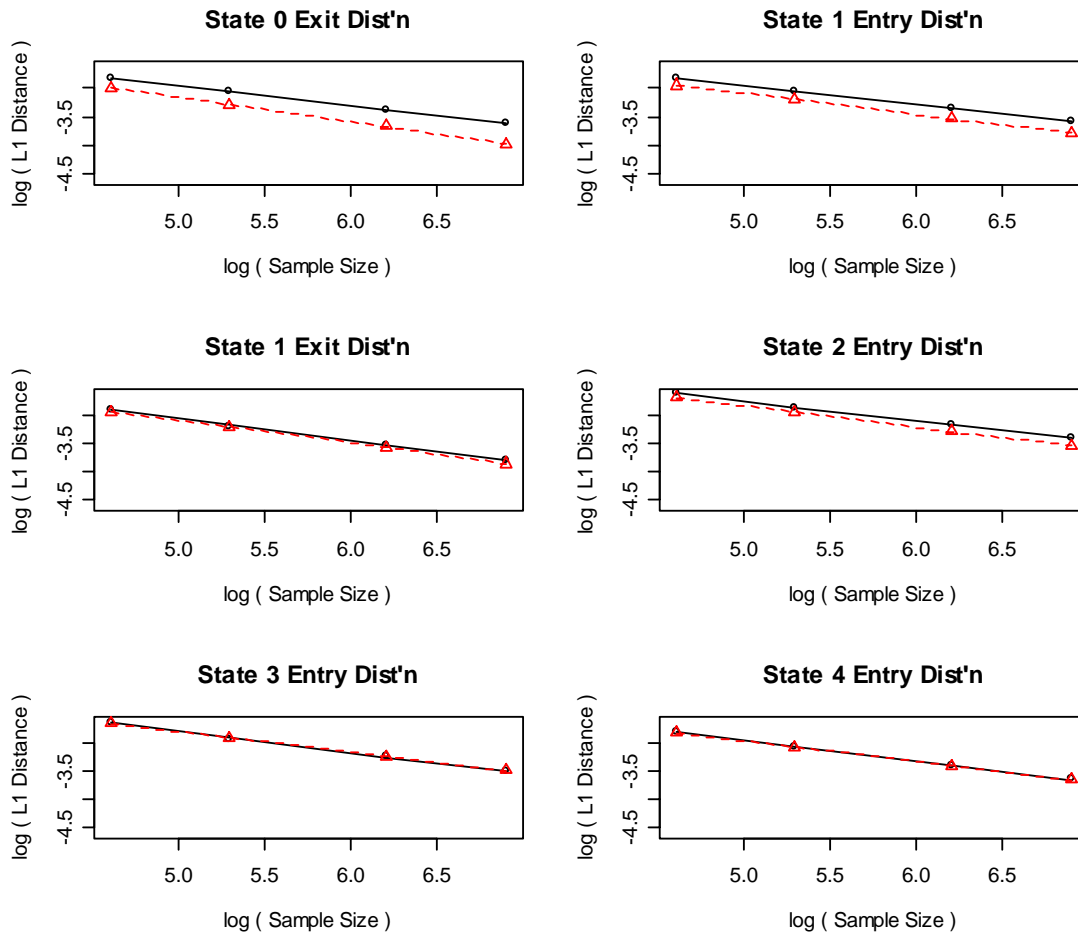 State 0 Exit Dist'n
log ( L1 Distance )
-3.5
-4.5
5.0 5.5 6.0 6.5
log ( Sample Size )
State 1 Entry Dist'n
log ( L1 Distance )
-3.5
-4.5
5.0 5.5 6.0 6.5
log ( Sample Size )
State 1 Exit Dist'n
log ( L1 Distance )
-3.5
-4.5
5.0 5.5 6.0 6.5
log ( Sample Size )
State 2 Entry Dist'n
log ( L1 Distance )
-3.5
-4.5
5.0 5.5 6.0 6.5
log ( Sample Size )
State 3 Entry Dist'n
log ( L1 Distance )
-3.5
-4.5
5.0 5.5 6.0 6.5
log ( Sample Size )
State 4 Entry Dist'n
log ( L1 Distance )
-3.5
-4.5
5.0 5.5 6.0 6.5
log ( Sample Size )